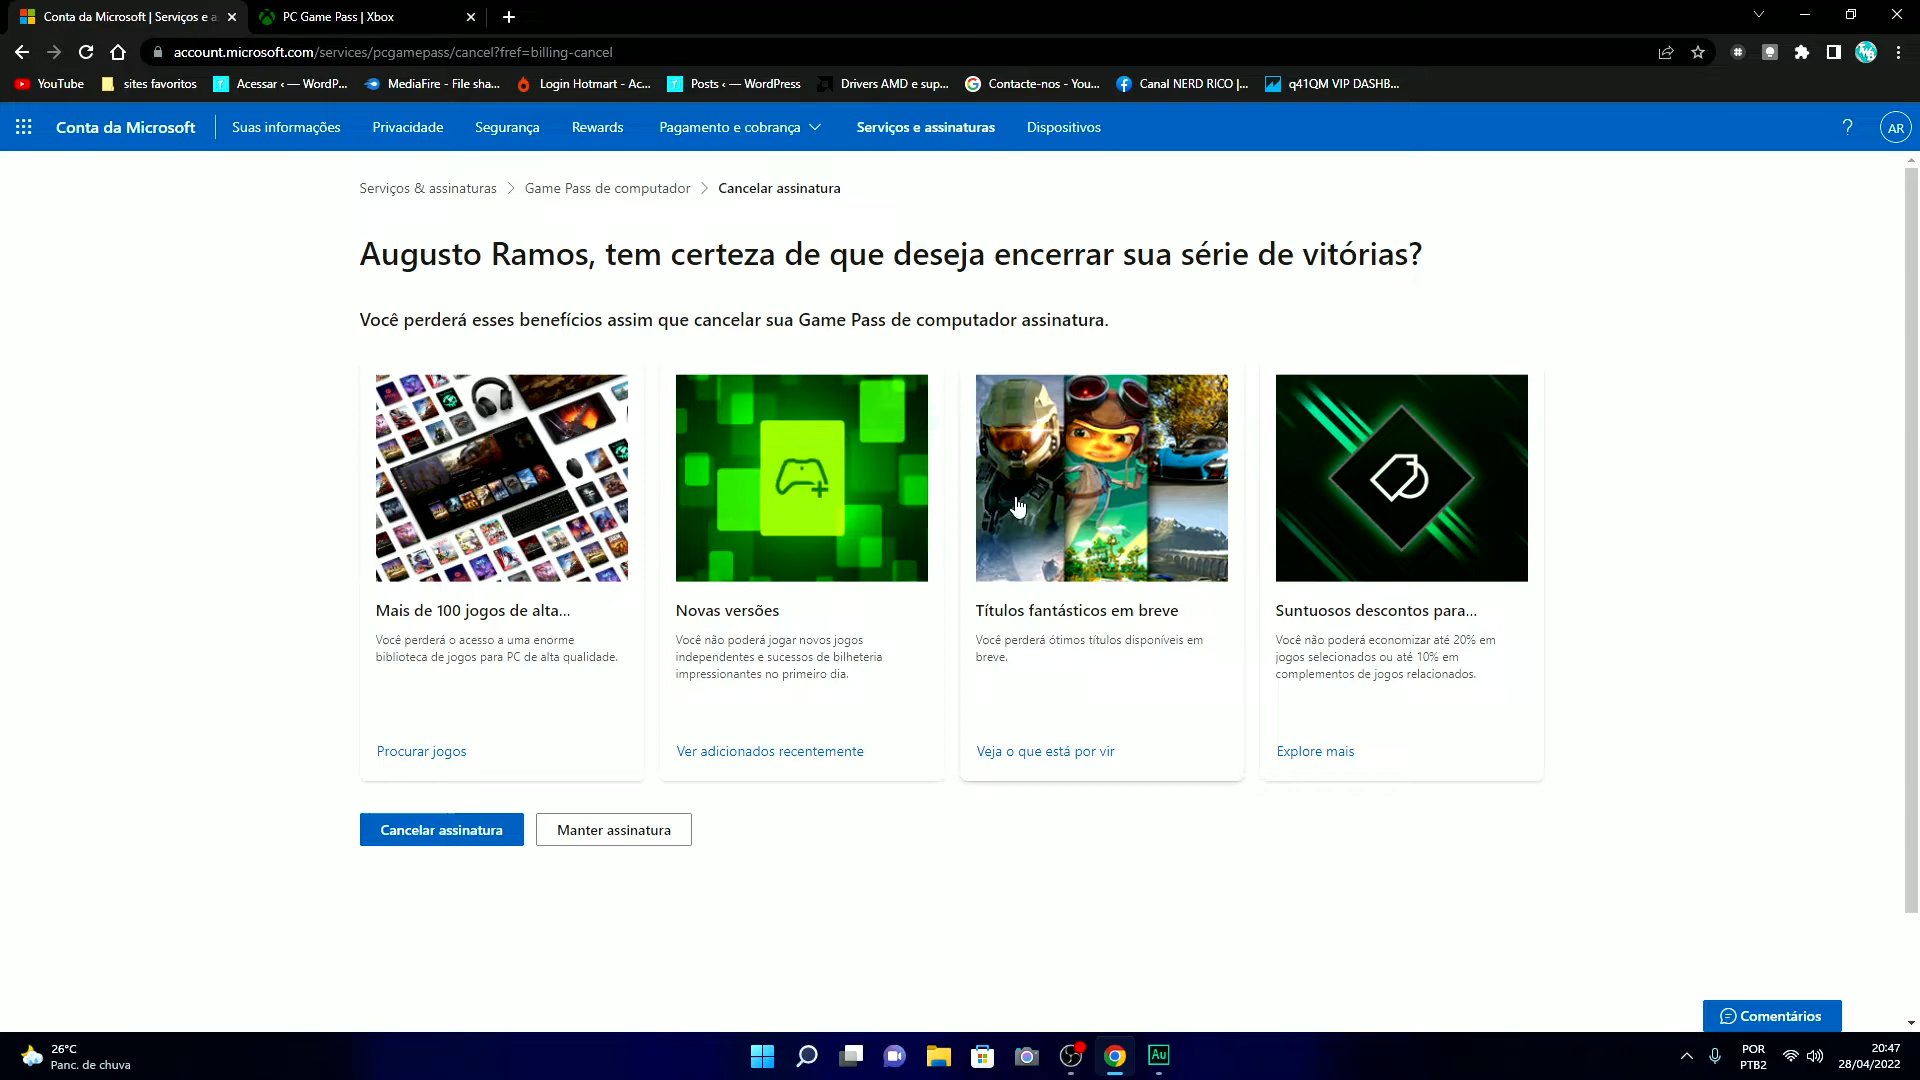 Conta da Microsoft | Serviços e a
PC Game Pass | Xbox
account.microsoft.com/services/pcgamepass/cancel?fref=billing-cancel
YouTube
sites favoritos
Acessar ‹ — WordP...
MediaFire - File sha...
Login Hotmart - Ac...
Posts ‹ — WordPress
Drivers AMD e sup...
Contacte-nos - You...
Canal NERD RICO |...
q41QM VIP DASHB...
Conta da Microsoft
Suas informações
Privacidade
Segurança
Rewards
Pagamento e cobrança
Serviços e assinaturas
Dispositivos
?
AR
Serviços & assinaturas > Game Pass de computador > Cancelar assinatura
Augusto Ramos, tem certeza de que deseja encerrar sua série de vitórias?
Você perderá esses benefícios assim que cancelar sua Game Pass de computador assinatura.
Mais de 100 jogos de alta...
Você perderá o acesso a uma enorme
biblioteca de jogos para PC de alta qualidade.
Procurar jogos
Novas versões
Você não poderá jogar novos jogos
independentes e sucessos de bilheteria
impressionantes no primeiro dia.
Ver adicionados recentemente
Títulos fantásticos em breve
Você perderá ótimos títulos disponíveis em
breve.
Veja o que está por vir
Suntuosos descontos para...
Você não poderá economizar até 20% em
jogos selecionados ou até 10% em
complementos de jogos relacionados.
Explore mais
Cancelar assinatura
Manter assinatura
Comentários
26°C
Panc. de chuva
Au
POR
PTB2
20:47
28/04/2022